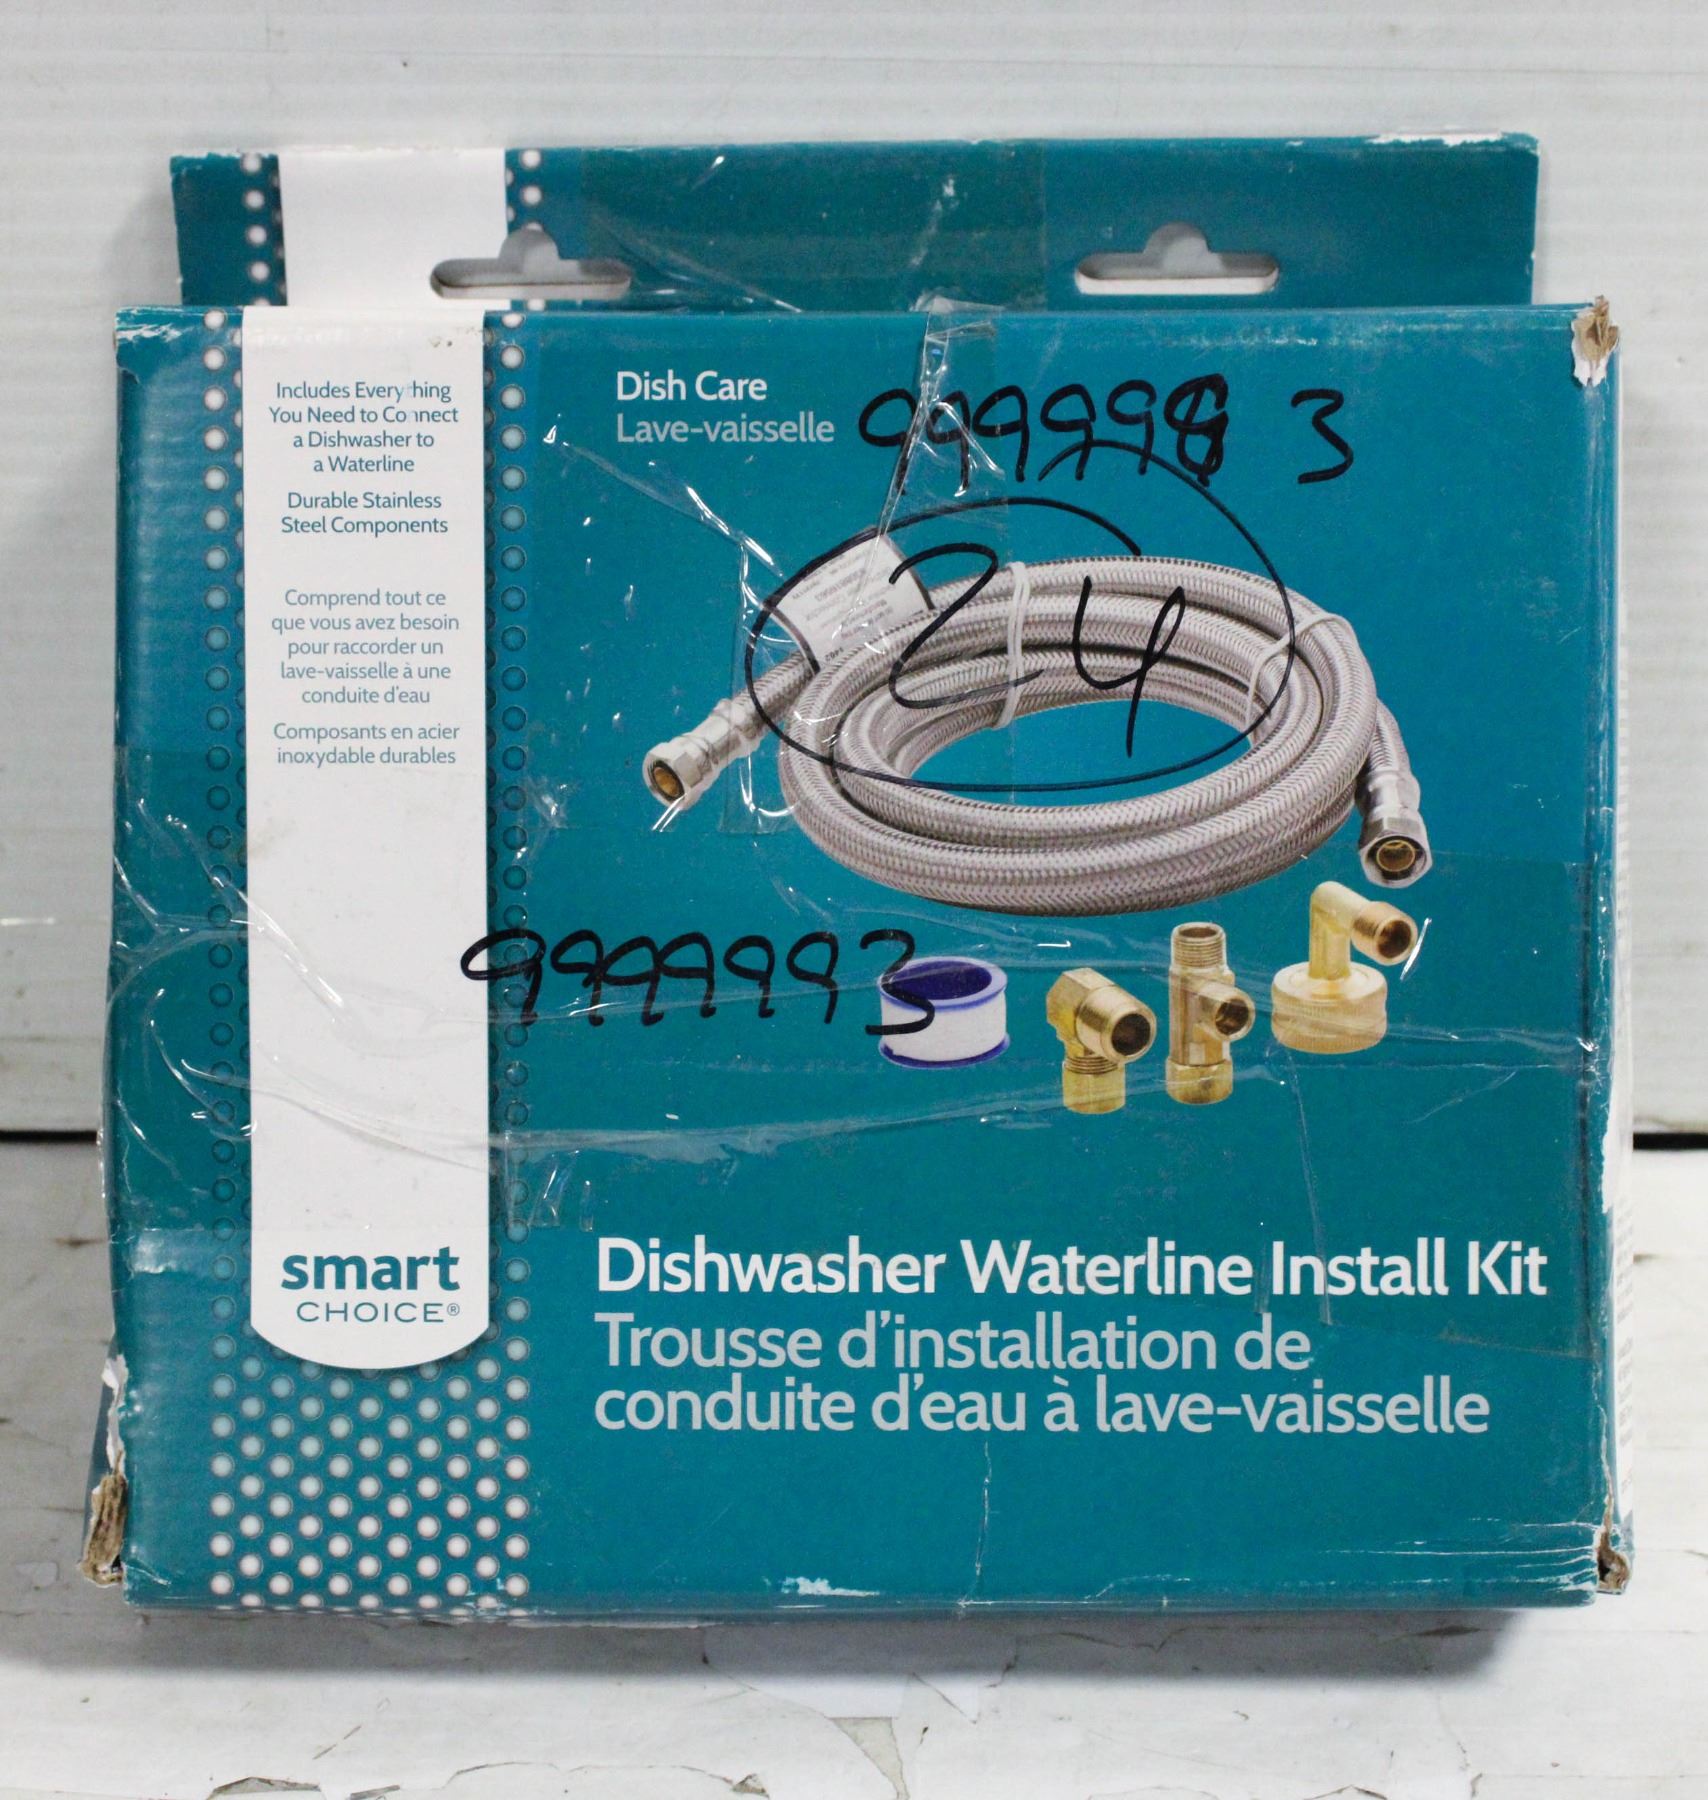 Includes Everything
You Need to Connect
a Dishwasher to
a Waterline
Durable Stainless
Steel Components
Comprend tout ce
que vous avez besoin
pour raccorder un
lave-vaisselle à une
conduite d'eau
Composants en acier
inoxydable durables
smart
CHOICE®
Dish Care
Lave-vaisselle
24
9999993
Dishwasher Waterline Install Kit
Trousse d'installation de
conduite d'eau à lave-vaisselle